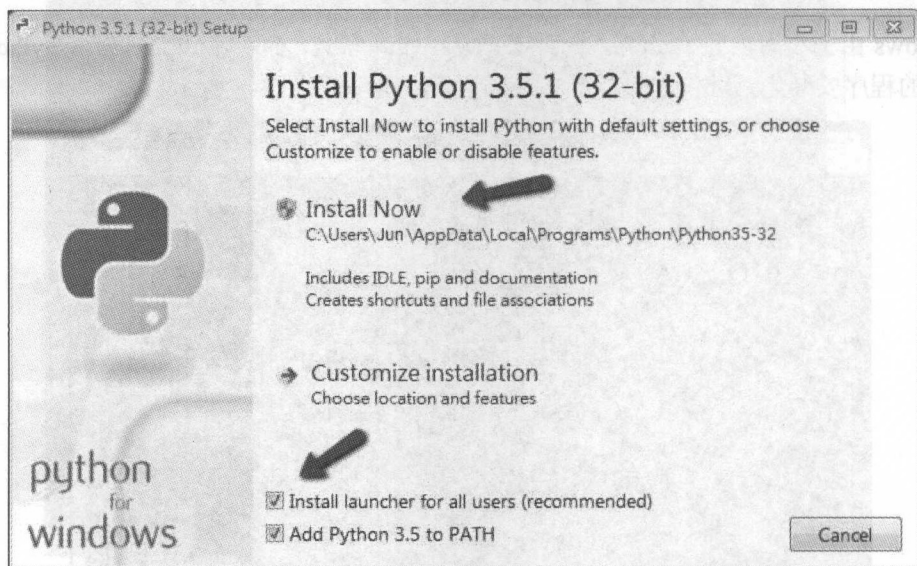 Python 3.5.1 (32-bit) Setup
Install Python 3.5.1 (32-bit)
Select Install Now to install Python with default settings, or choose
Customize to enable or disable features.
Install Now
C:\Users\Jun\AppData\Local\Programs\Python\Python35-32
Includes IDLE, pip and documentation
Creates shortcuts and file associations
Customize installation
Choose location and features
Install launcher for all users (recommended)
Add Python 3.5 to PATH
python
for
windows
Cancel